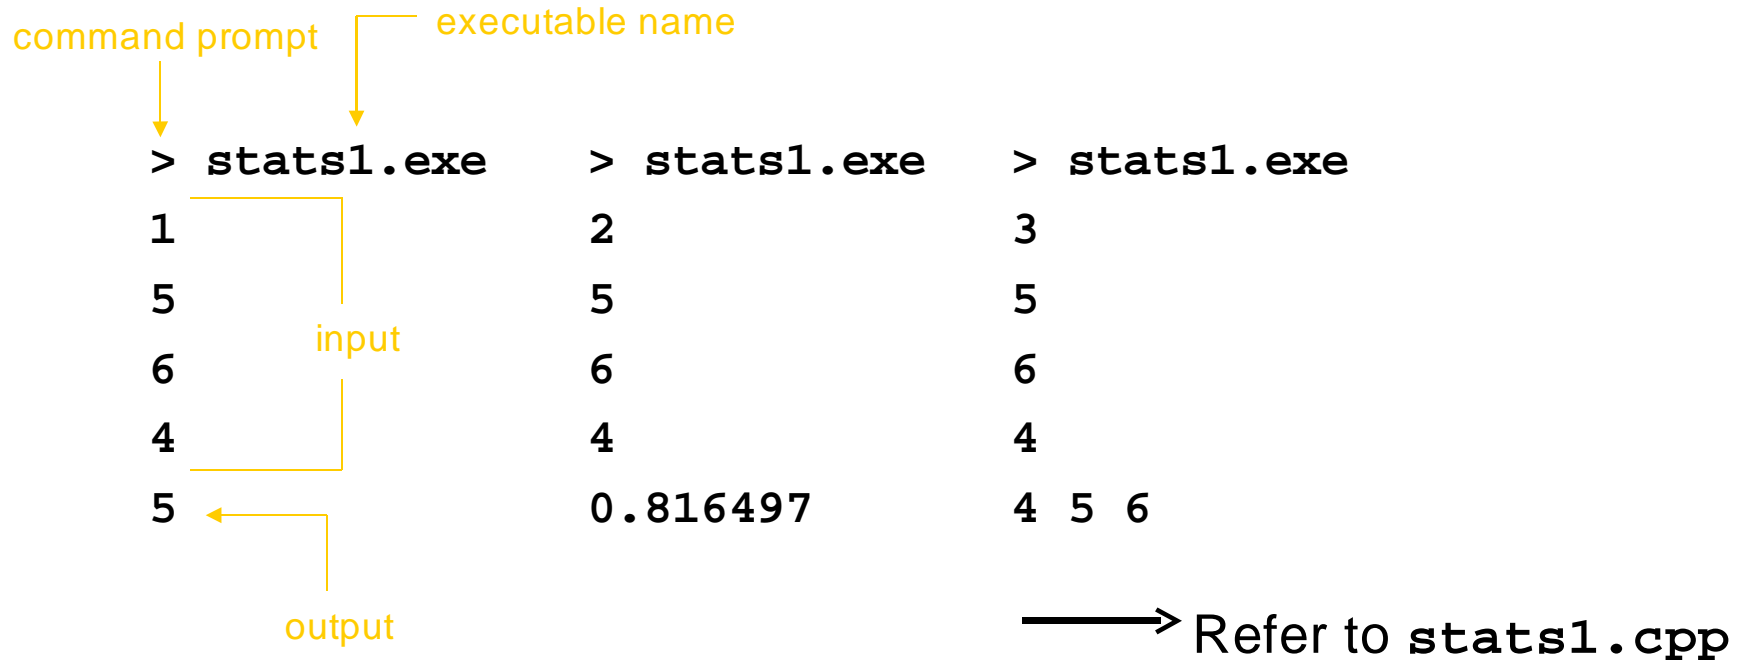 command prompt
executable name
> stats1.exe > stats1.exe > stats1.exe
1 2 3
5 5 5
input
6 6 6
4 4 4
5 0.816497 4 5 6
output
Refer to stats1.cpp